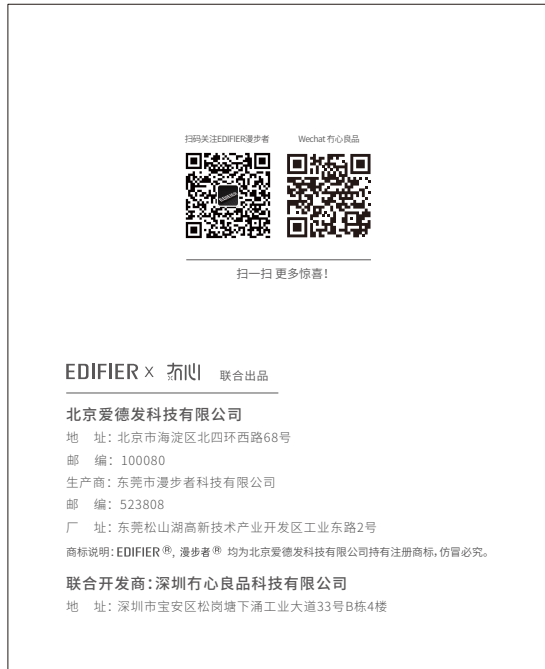 扫码关注EDIFIER漫步者 Wechat 冇心良品
扫一扫 更多惊喜！
EDIFIER × 冇心 联合出品
北京爱德发科技有限公司
地 址：北京市海淀区北四环西路68号
邮 编：100080
生产商：东莞市漫步者科技有限公司
邮 编：523808
厂 址：东莞松山湖高新技术产业开发区工业东路2号
商标说明：EDIFIER®，漫步者® 均为北京爱德发科技有限公司持有注册商标，仿冒必究。
联合开发商：深圳冇心良品科技有限公司
地 址：深圳市宝安区松岗塘下涌工业大道33号B栋4楼